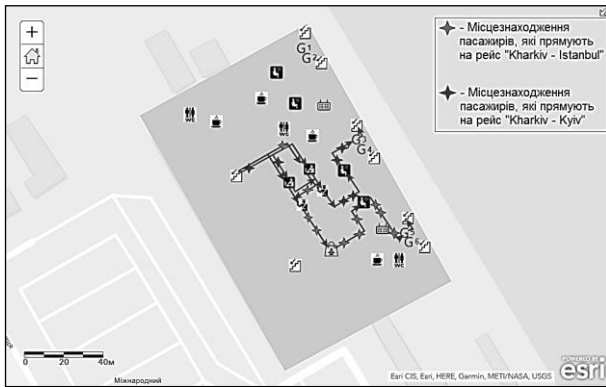 +
−
- Місцезнаходження
пасажирів, які прямують
на рейс "Kharkiv - Istanbul"
- Місцезнаходження
пасажирів, які прямують
на рейс "Kharkiv - Kyiv"
G1
G2
WC
WC
G3
G4
G5
G6
WC
0 20 40м
Міжнародний
Esri CIS, Esri, HERE, Garmin, METI/NASA, USGS
POWERED BY
esri